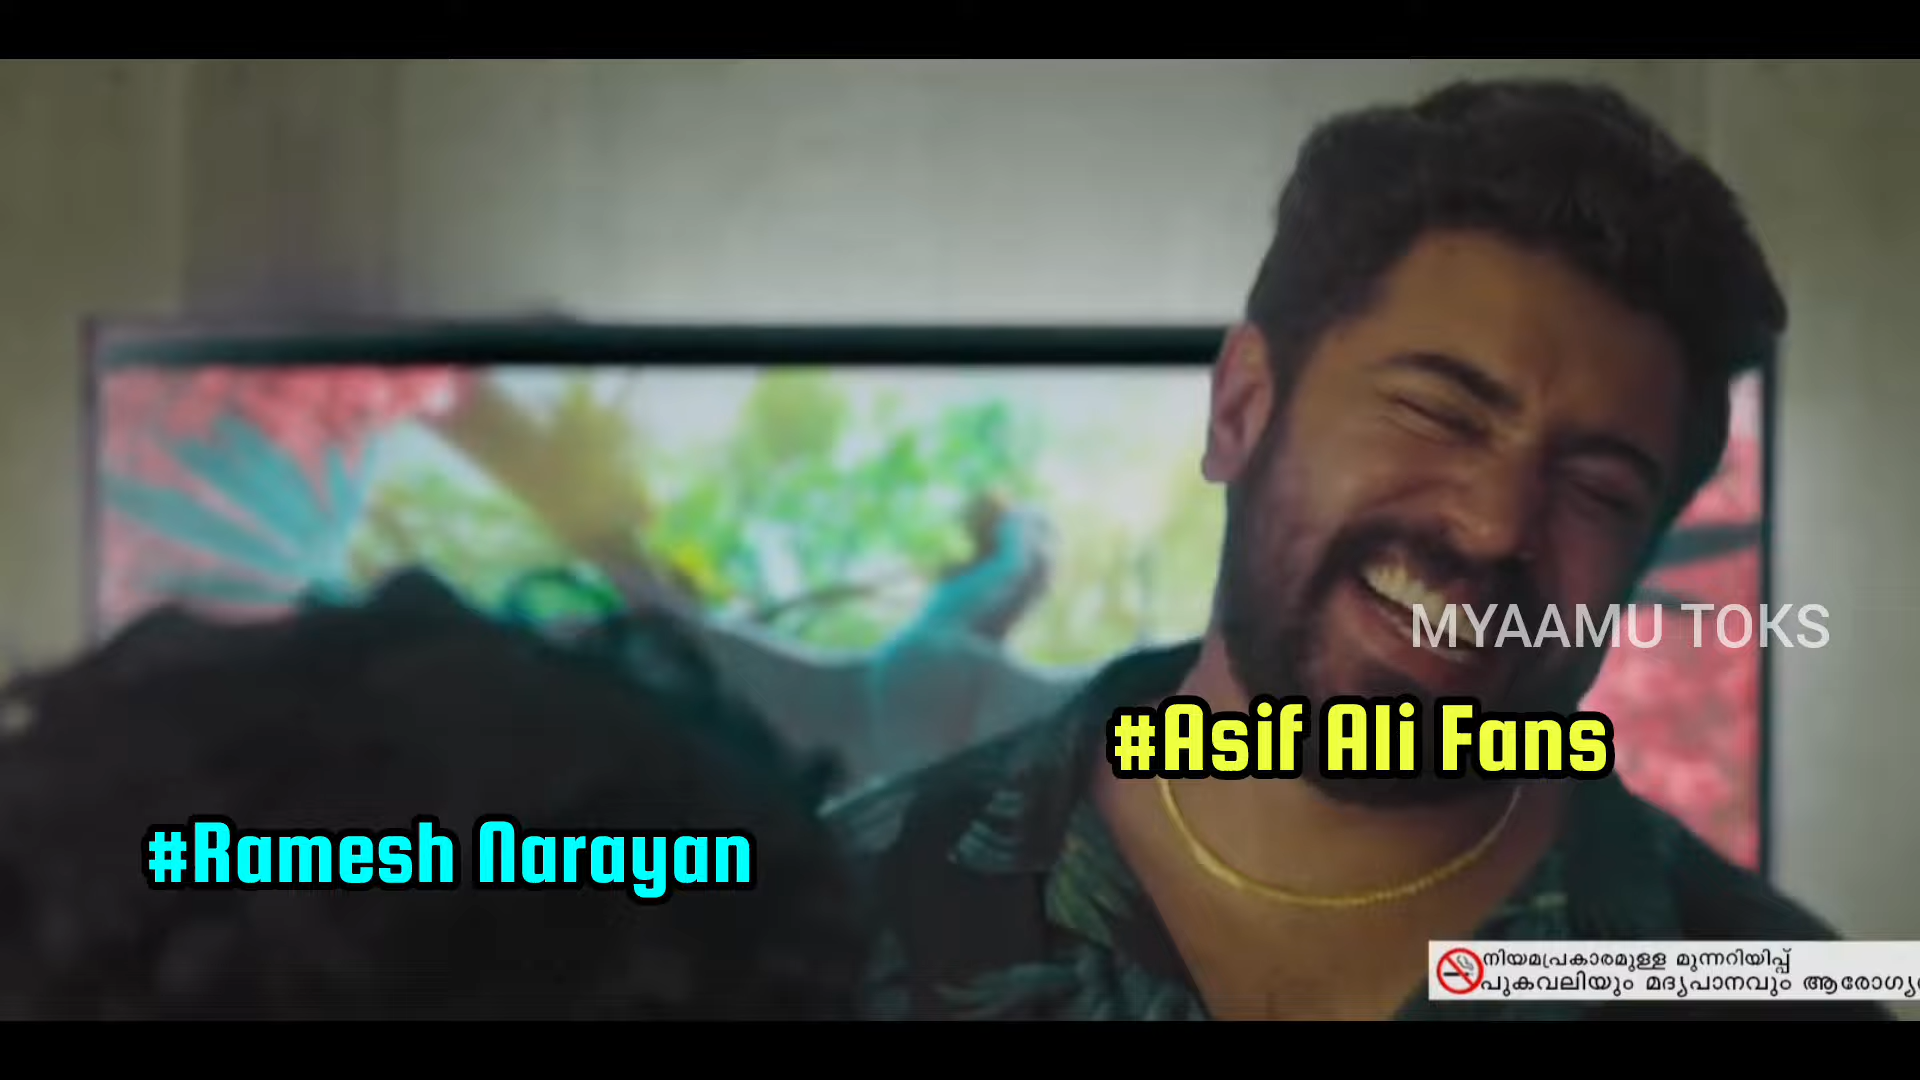 MYAAMU TOKS
#Asif Ali Fans
#Ramesh Narayan
നിയമപ്രകാരമുള്ള മുന്നറിയിപ്പ്
പുകവലിയും മദ്യപാനവും